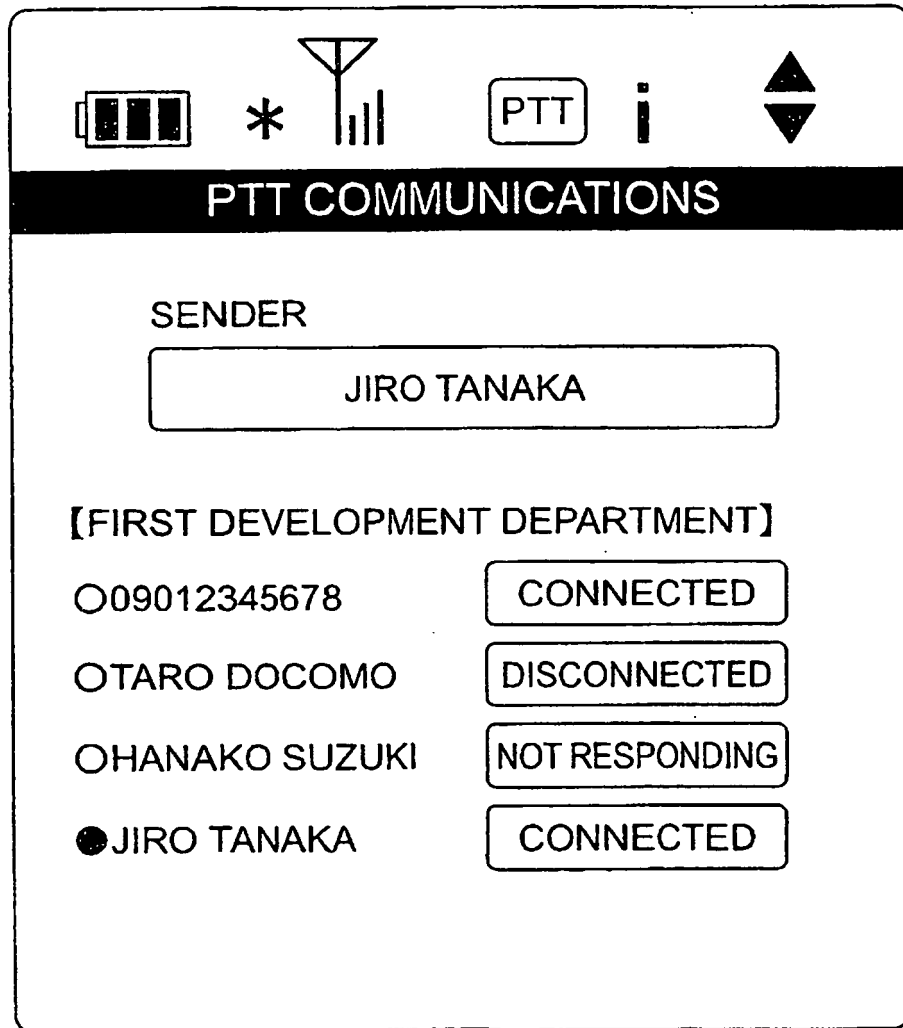 * PTT i
PTT COMMUNICATIONS
SENDER
JIRO TANAKA
【FIRST DEVELOPMENT DEPARTMENT】
○09012345678 CONNECTED
○TARO DOCOMO DISCONNECTED
○HANAKO SUZUKI NOT RESPONDING
●JIRO TANAKA CONNECTED